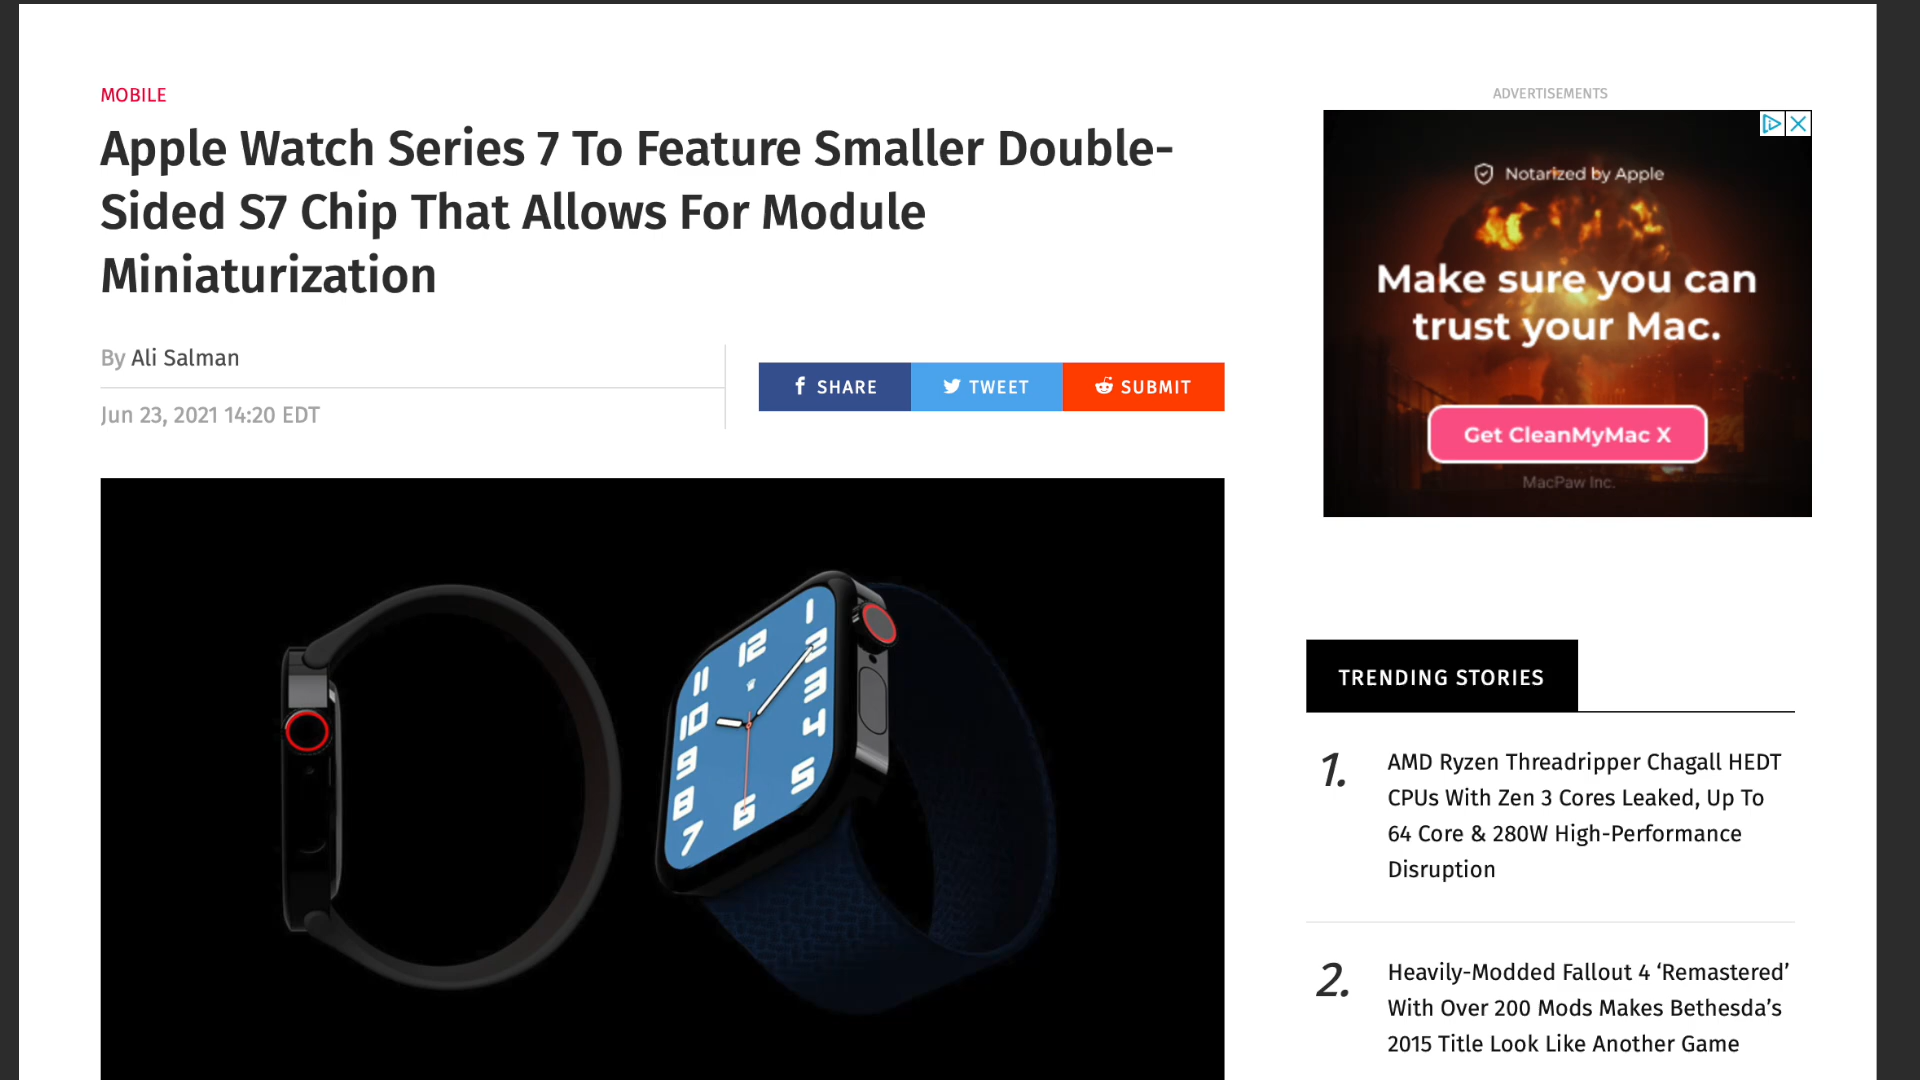 MOBILE
Apple Watch Series 7 To Feature Smaller Double-
Sided S7 Chip That Allows For Module
Miniaturization
By Ali Salman
Jun 23, 2021 14:20 EDT
SHARE
TWEET
SUBMIT
12
1
2
3
4
5
6
7
8
9
10
11
ADVERTISEMENTS
Notarized by Apple
Make sure you can
trust your Mac.
Get CleanMyMac X
MacPaw Inc.
TRENDING STORIES
1.
AMD Ryzen Threadripper Chagall HEDT
CPUs With Zen 3 Cores Leaked, Up To
64 Core & 280W High-Performance
Disruption
2.
Heavily-Modded Fallout 4 ‘Remastered’
With Over 200 Mods Makes Bethesda’s
2015 Title Look Like Another Game